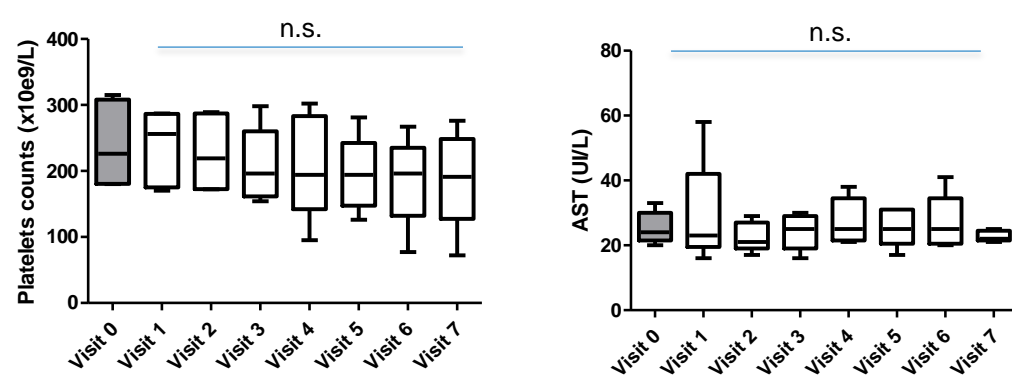 n.s.
Platelets counts (x10e9/L)
400
300
200
100
0
Visit 0
Visit 1
Visit 2
Visit 3
Visit 4
Visit 5
Visit 6
Visit 7
n.s.
AST (UI/L)
80
60
40
20
0
Visit 0
Visit 1
Visit 2
Visit 3
Visit 4
Visit 5
Visit 6
Visit 7